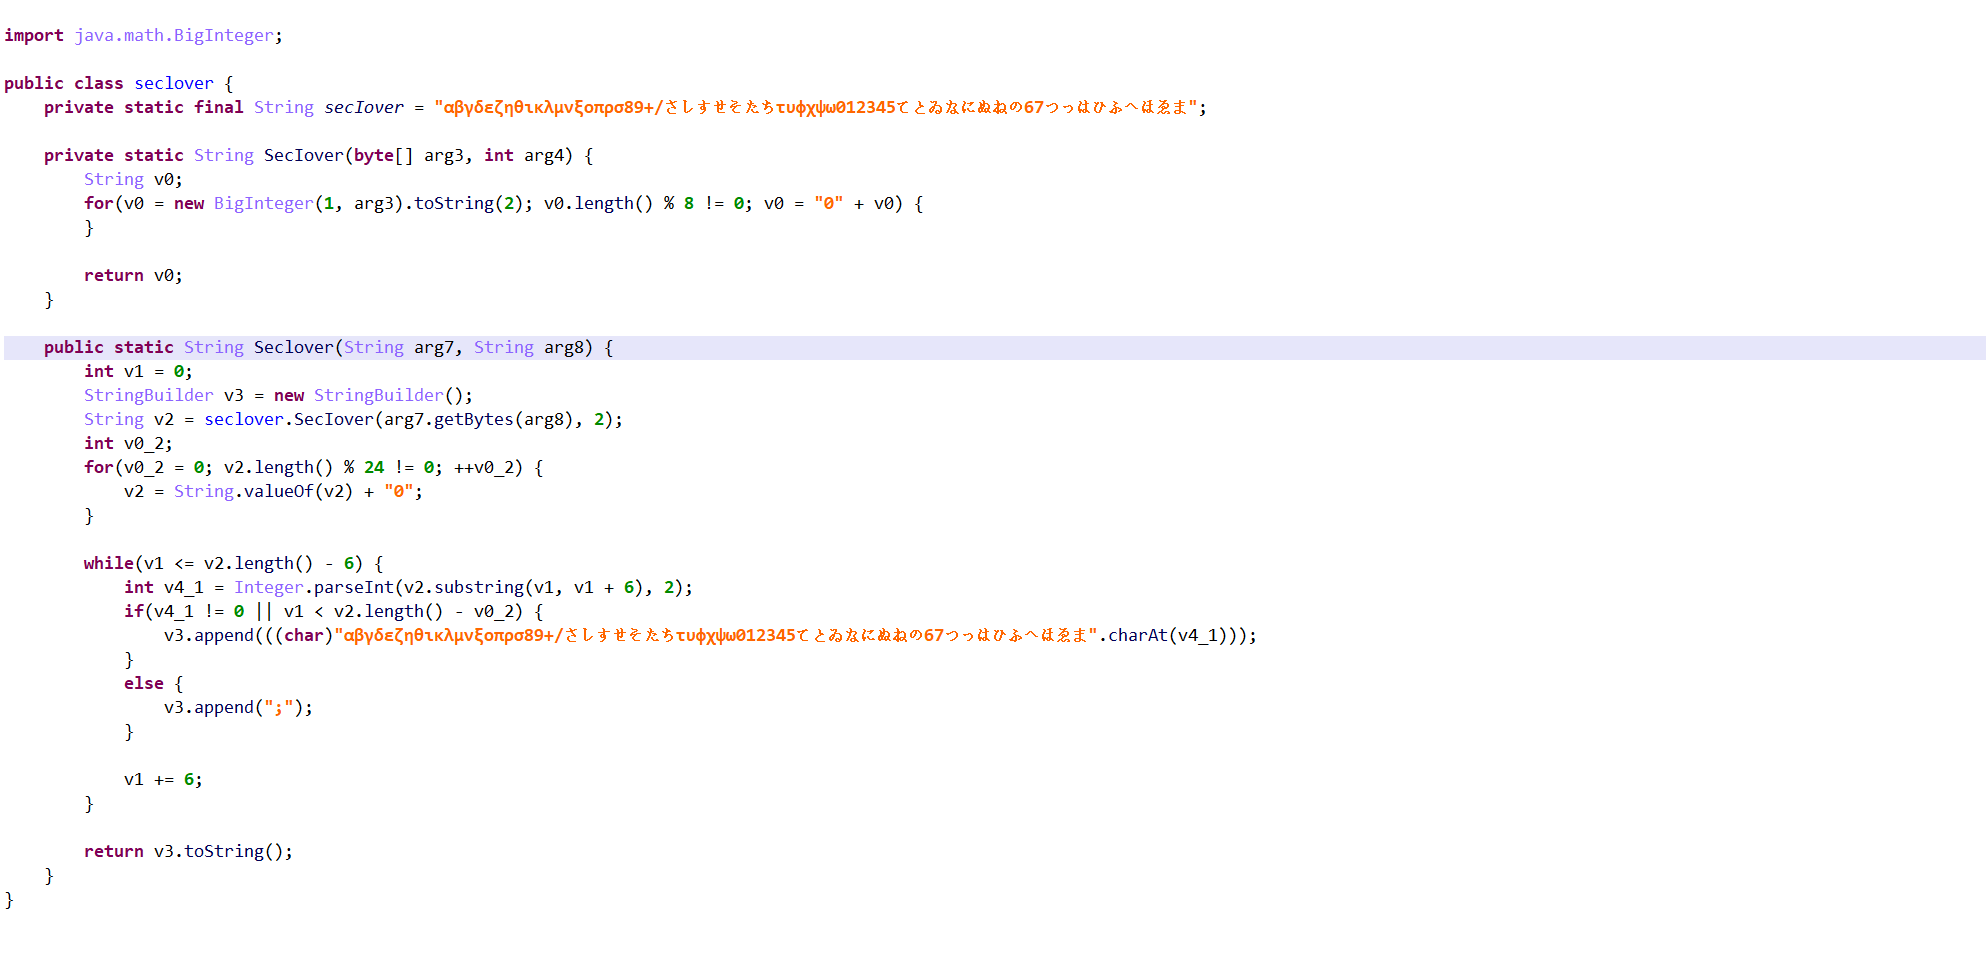 import java.math.BigInteger;
public class seclover {
private static final String secIover = "αβγδεζηθικλμνξοπρσ89+/さしすせそたちτυφχψω012345てとゐなにぬねの67つっはひふへほゑま";
private static String SecIover(byte[] arg3, int arg4) {
String v0;
for(v0 = new BigInteger(1, arg3).toString(2); v0.length() % 8 != 0; v0 = "0" + v0) {
}
return v0;
}
public static String Seclover(String arg7, String arg8) {
int v1 = 0;
StringBuilder v3 = new StringBuilder();
String v2 = seclover.SecIover(arg7.getBytes(arg8), 2);
int v0_2;
for(v0_2 = 0; v2.length() % 24 != 0; ++v0_2) {
v2 = String.valueOf(v2) + "0";
}
while(v1 <= v2.length() - 6) {
int v4_1 = Integer.parseInt(v2.substring(v1, v1 + 6), 2);
if(v4_1 != 0 || v1 < v2.length() - v0_2) {
v3.append(((char)"αβγδεζηθικλμνξοπρσ89+/さしすせそたちτυφχψω012345てとゐなにぬねの67つっはひふへほゑま".charAt(v4_1)));
}
else {
v3.append(";");
}
v1 += 6;
}
return v3.toString();
}
}